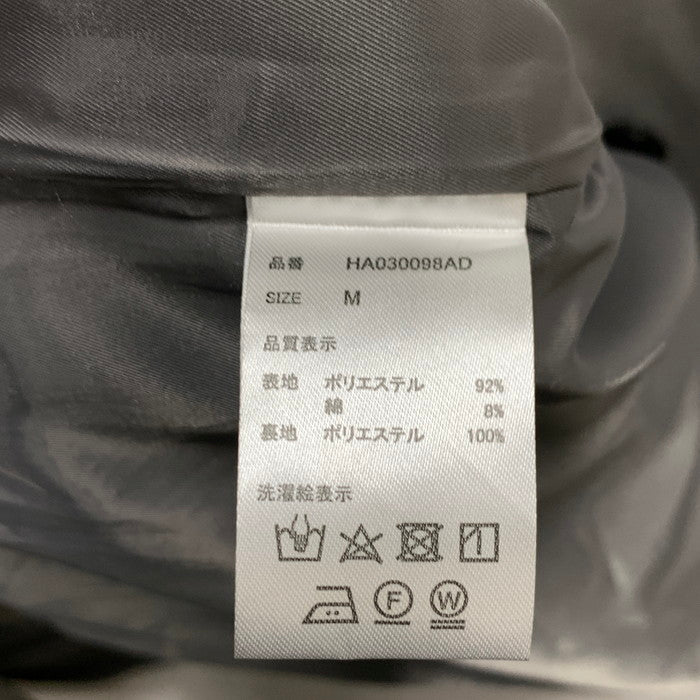 品番 HA030098AD
SIZE M
品質表示
表地 ポリエステル 92%
綿 8%
裏地 ポリエステル 100%
洗濯絵表示
F W